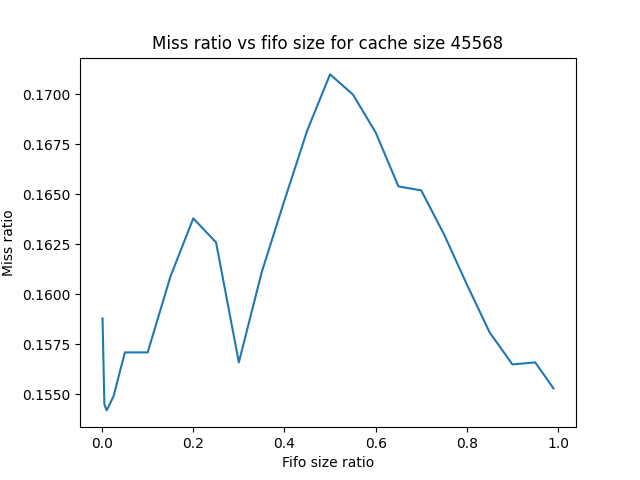 Miss ratio vs fifo size for cache size 45568
0.1700
0.1675
0.1650
0.1625
0.1600
0.1575
0.1550
Miss ratio
0.0 0.2 0.4 0.6 0.8 1.0
Fifo size ratio